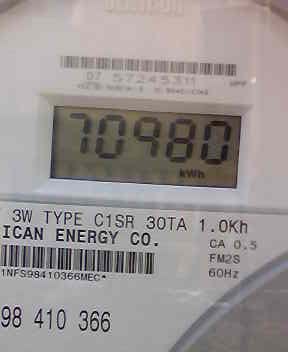 07 57245311
70980
kWh
3W TYPE C1SR 30TA 1.0Kh
ICAN ENERGY CO.
CA 0.5
FM2S
60Hz
1NFS98410366MEC*
98 410 366